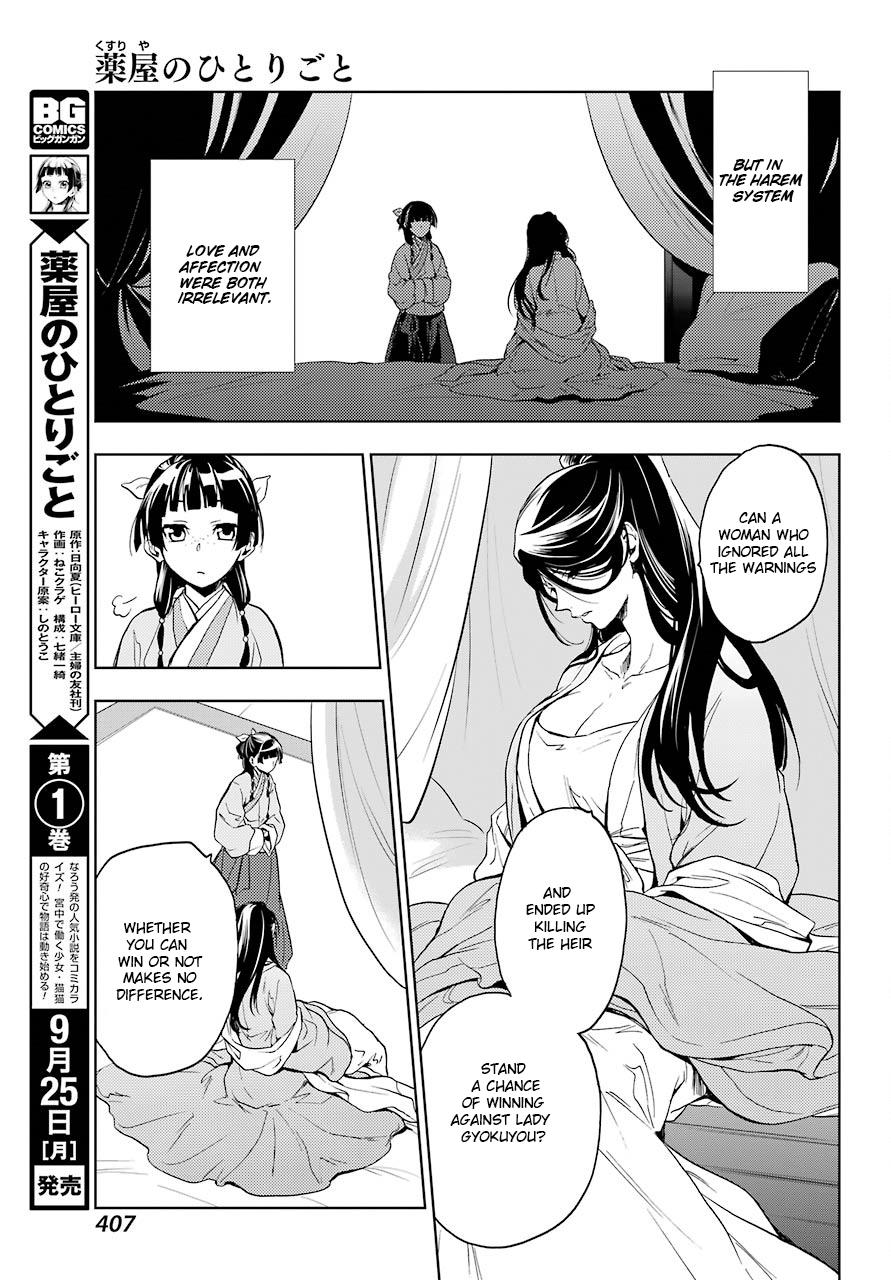 くすり や
薬屋のひとりごと
BUT IN
THE HAREM
SYSTEM
LOVE AND
AFFECTION
WERE BOTH
IRRELEVANT.
CAN A
WOMAN WHO
IGNORED ALL
THE WARNINGS
AND
ENDED UP
KILLING
THE HEIR
STAND
A CHANCE
OF WINNING
AGAINST LADY
GYOKUYOU?
WHETHER
YOU CAN
WIN OR NOT
MAKES NO
DIFFERENCE.
BG
COMICS
ビッグガンガン
薬屋のひとりごと
原作：日向夏（ヒーロー文庫／主婦の友社刊）
作画：ねこクラゲ 構成：七緒一綺
キャラクター原案：しのとうこ
第1巻
なろう発の人気小説をコミカラ
イズ！ 宮中で働く少女・猫猫
の好奇心で物語は動き始める！
9月25日[月]
発売
407